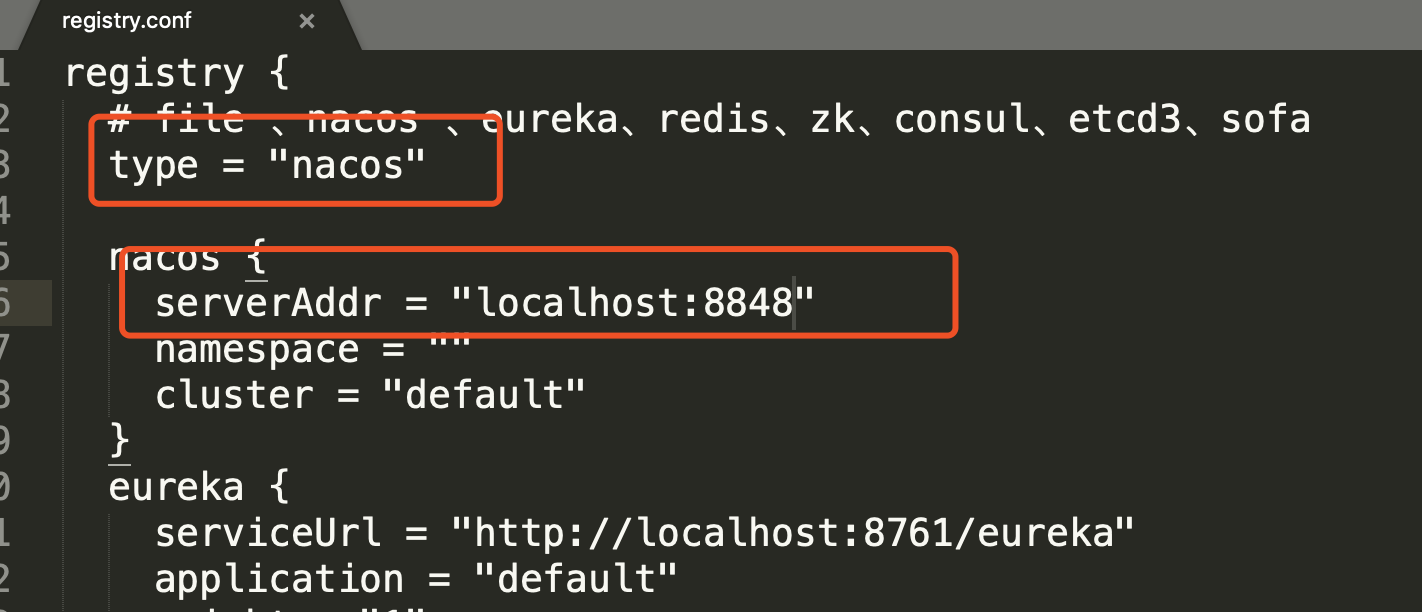 registry.conf ×
1 registry {
2 # file 、nacos 、eureka、redis、zk、consul、etcd3、sofa
3 type = "nacos"
4
5 nacos {
6 serverAddr = "localhost:8848"
7 namespace = ""
8 cluster = "default"
9 }
0 eureka {
1 serviceUrl = "http://localhost:8761/eureka"
2 application = "default"